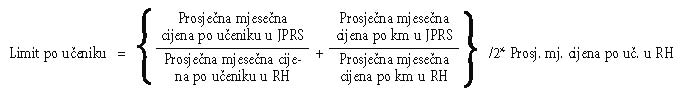 Prosječna mjesečna Prosječna mjesečna
cijena po učeniku u JPRS cijena po km u JPRS
Limit po učeniku = { + } /2* Prosj. mj. cijena po uč. u RH
Prosječna mjesečna cije- Prosječna mjesečna
na po učeniku u RH cijena po km u RH